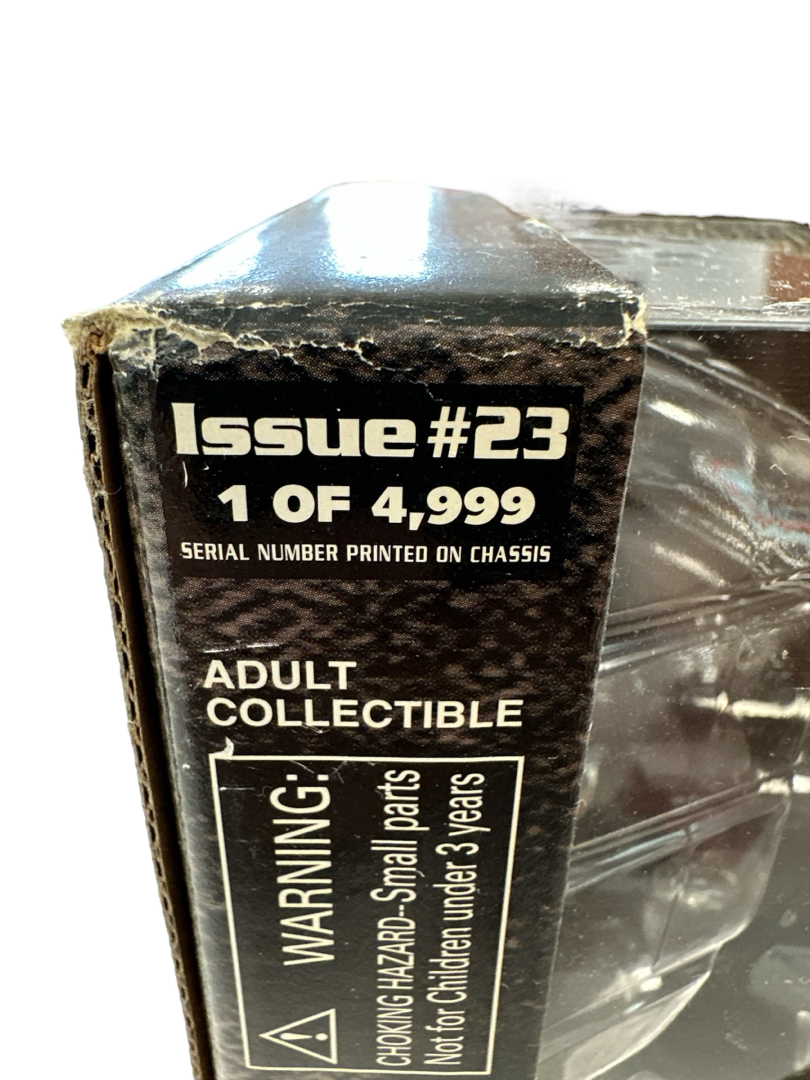 Issue #23
1 OF 4,999
SERIAL NUMBER PRINTED ON CHASSIS
ADULT
COLLECTIBLE
WARNING:
CHOKING HAZARD--Small parts
Not for Children under 3 years